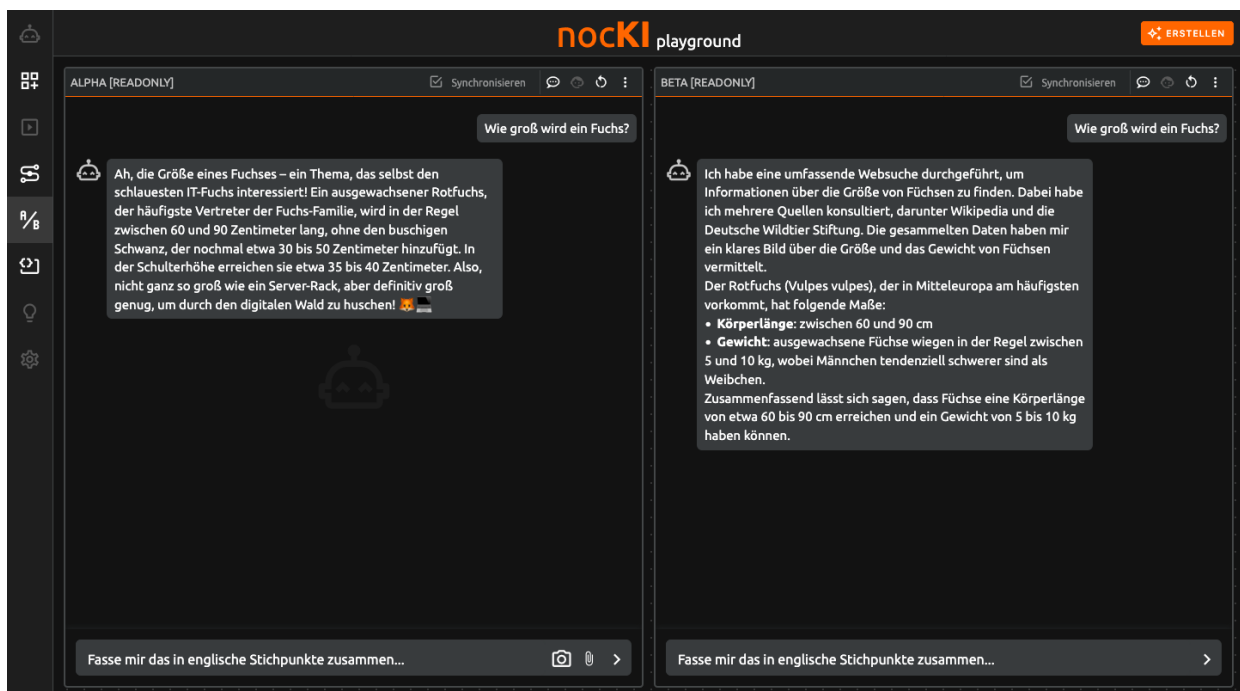 nocKI playground
ERSTELLEN
ALPHA [READONLY]
Synchronisieren
Wie groß wird ein Fuchs?
Ah, die Größe eines Fuchses – ein Thema, das selbst den
schlauesten IT-Fuchs interessiert! Ein ausgewachsener Rotfuchs,
der häufigste Vertreter der Fuchs-Familie, wird in der Regel
zwischen 60 und 90 Zentimeter lang, ohne den buschigen
Schwanz, der nochmal etwa 30 bis 50 Zentimeter hinzufügt. In
der Schulterhöhe erreichen sie etwa 35 bis 40 Zentimeter. Also,
nicht ganz so groß wie ein Server-Rack, aber definitiv groß
genug, um durch den digitalen Wald zu huschen! 🦊💻
Fasse mir das in englische Stichpunkte zusammen...
BETA [READONLY]
Synchronisieren
Wie groß wird ein Fuchs?
Ich habe eine umfassende Websuche durchgeführt, um
Informationen über die Größe von Füchsen zu finden. Dabei habe
ich mehrere Quellen konsultiert, darunter Wikipedia und die
Deutsche Wildtier Stiftung. Die gesammelten Daten haben mir
ein klares Bild über die Größe und das Gewicht von Füchsen
vermittelt.
Der Rotfuchs (Vulpes vulpes), der in Mitteleuropa am häufigsten
vorkommt, hat folgende Maße:
• Körperlänge: zwischen 60 und 90 cm
• Gewicht: ausgewachsene Füchse wiegen in der Regel zwischen
5 und 10 kg, wobei Männchen tendenziell schwerer sind als
Weibchen.
Zusammenfassend lässt sich sagen, dass Füchse eine Körperlänge
von etwa 60 bis 90 cm erreichen und ein Gewicht von 5 bis 10 kg
haben können.
Fasse mir das in englische Stichpunkte zusammen...
A/B